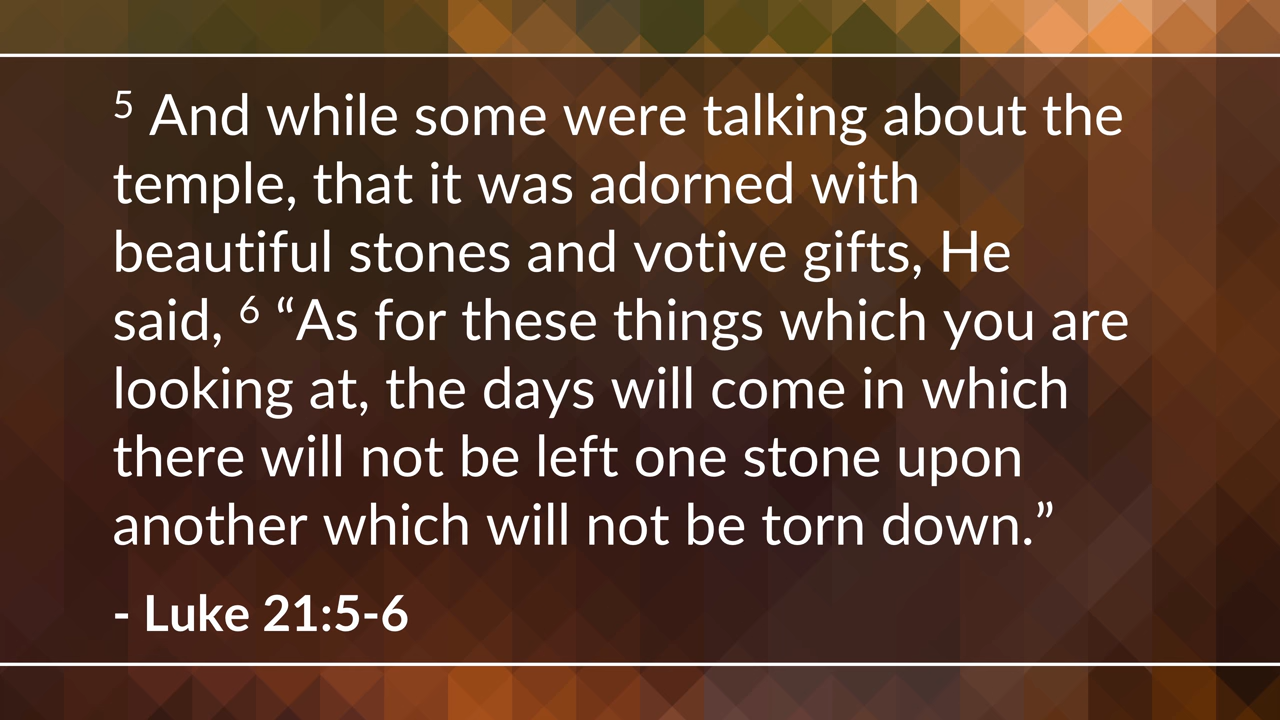 5 And while some were talking about the
temple, that it was adorned with
beautiful stones and votive gifts, He
said, 6 “As for these things which you are
looking at, the days will come in which
there will not be left one stone upon
another which will not be torn down.”
- Luke 21:5-6